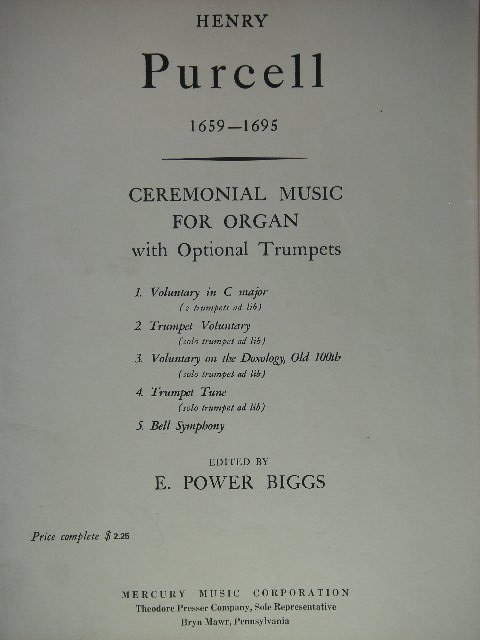 HENRY
Purcell
1659—1695
CEREMONIAL MUSIC
FOR ORGAN
with Optional Trumpets
1. Voluntary in C major
(2 trumpets ad lib)
2. Trumpet Voluntary
(solo trumpet ad lib)
3. Voluntary on the Doxology, Old 100th
(solo trumpet ad lib)
4. Trumpet Tune
(solo trumpet ad lib)
5. Bell Symphony
EDITED BY
E. POWER BIGGS
Price complete $ 2.25
MERCURY MUSIC CORPORATION
Theodore Presser Company, Sole Representative
Bryn Mawr, Pennsylvania